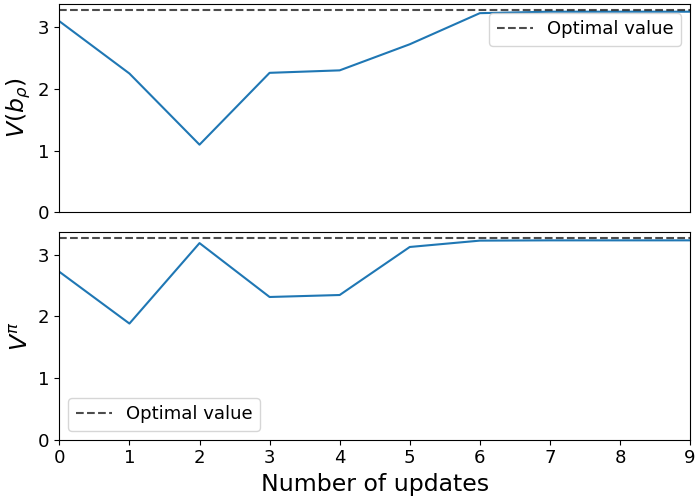 3
2
1
0
V(b_ρ)
Optimal value
3
2
1
0
V^π
Optimal value
0 1 2 3 4 5 6 7 8 9
Number of updates